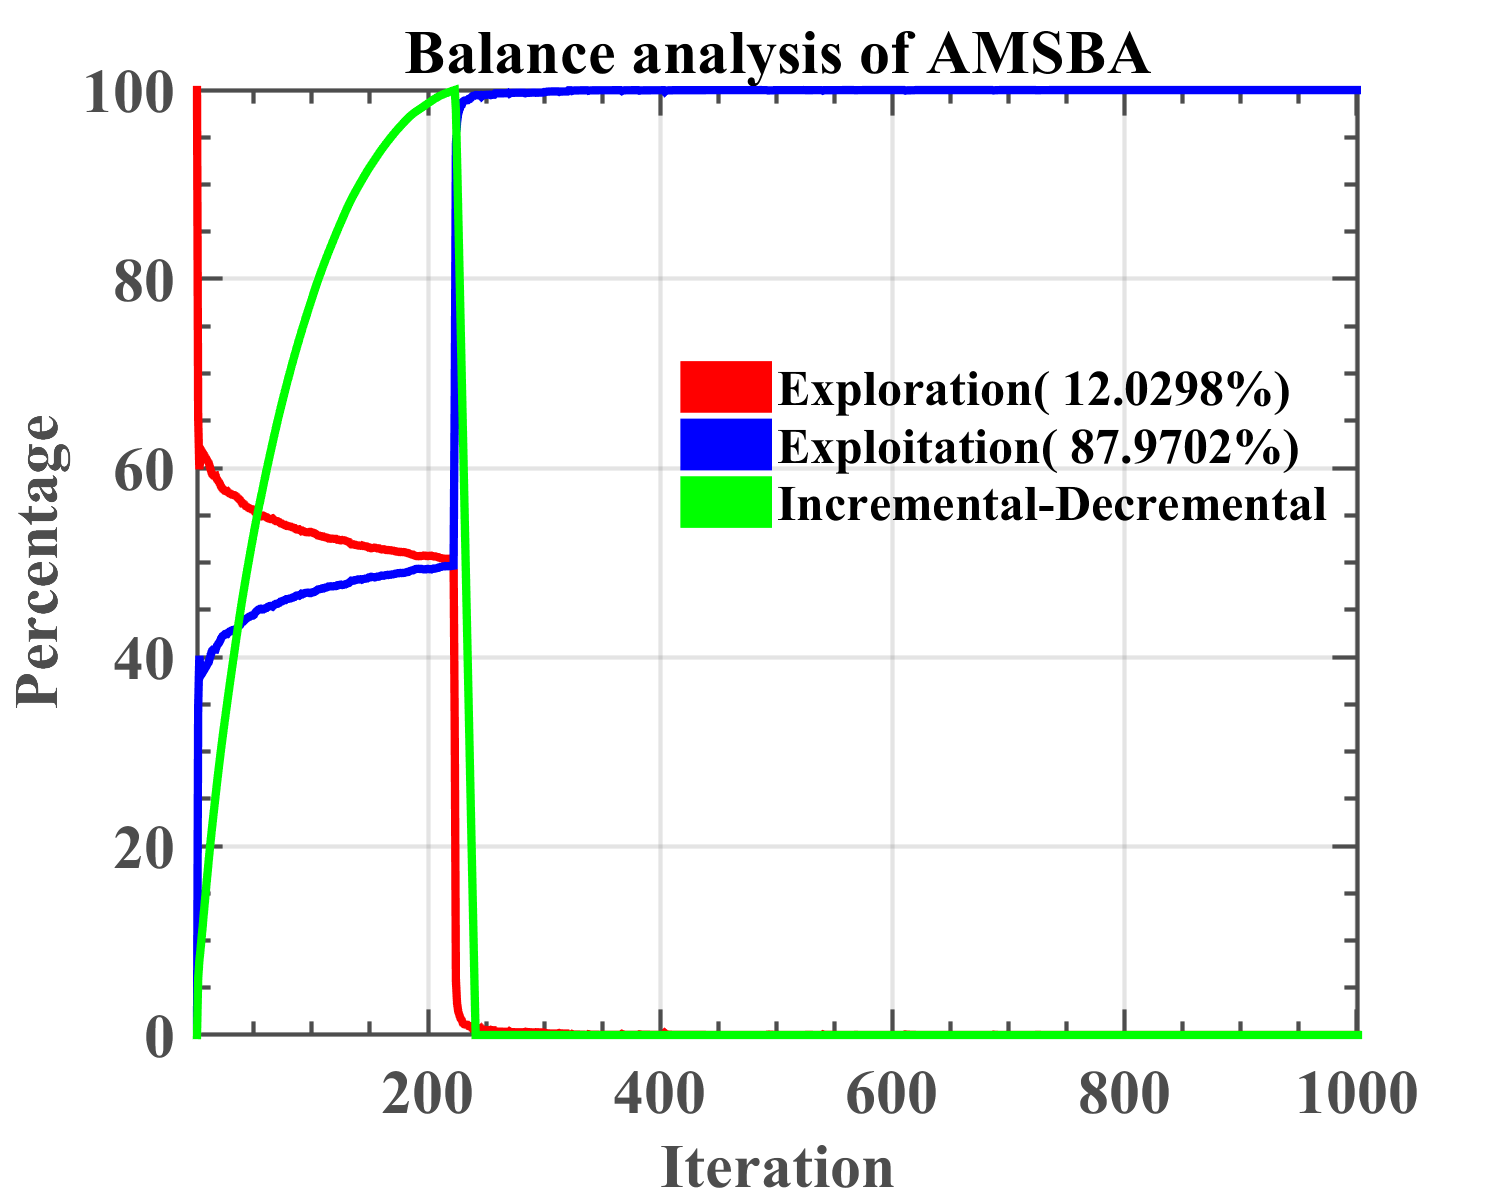 Balance analysis of AMSBA
100
80
60
40
20
0
Percentage
Exploration( 12.0298%)
Exploitation( 87.9702%)
Incremental-Decremental
200 400 600 800 1000
Iteration